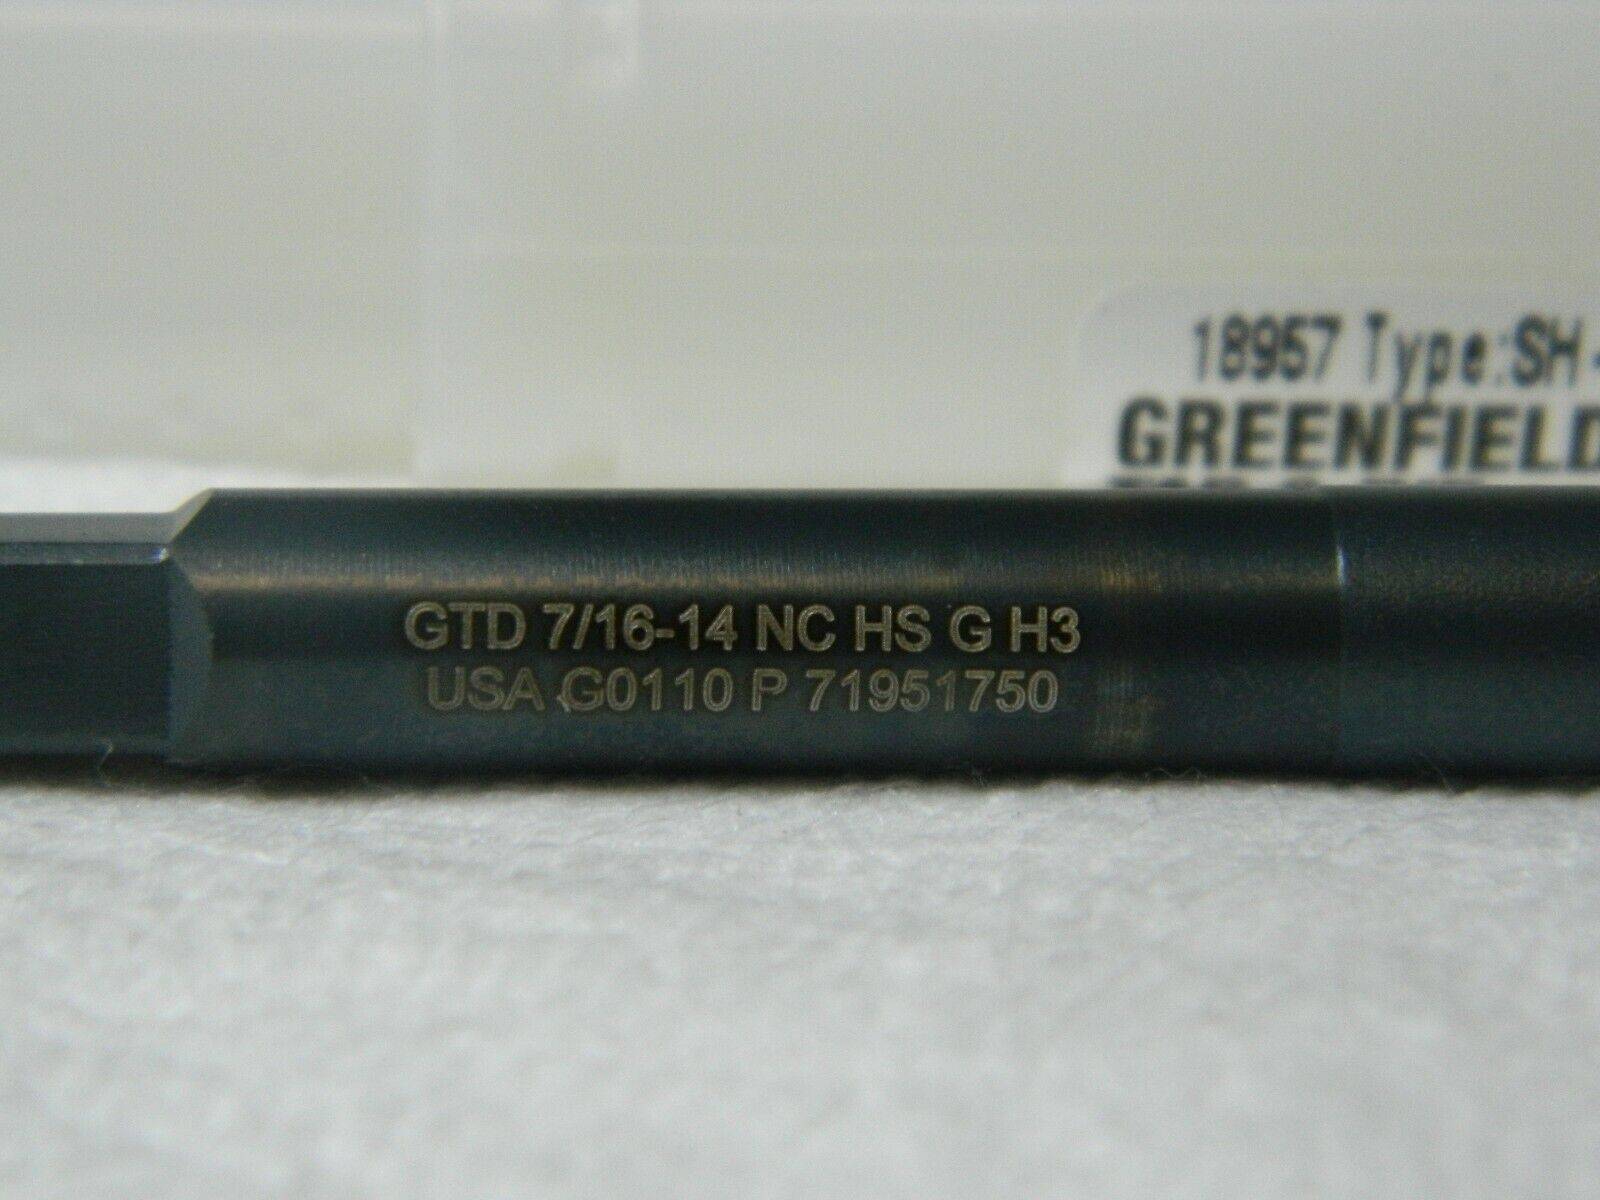 18957 Type:SH -
GREENFIELD
GTD 7/16-14 NC HS G H3
USA G0110 P 71951750